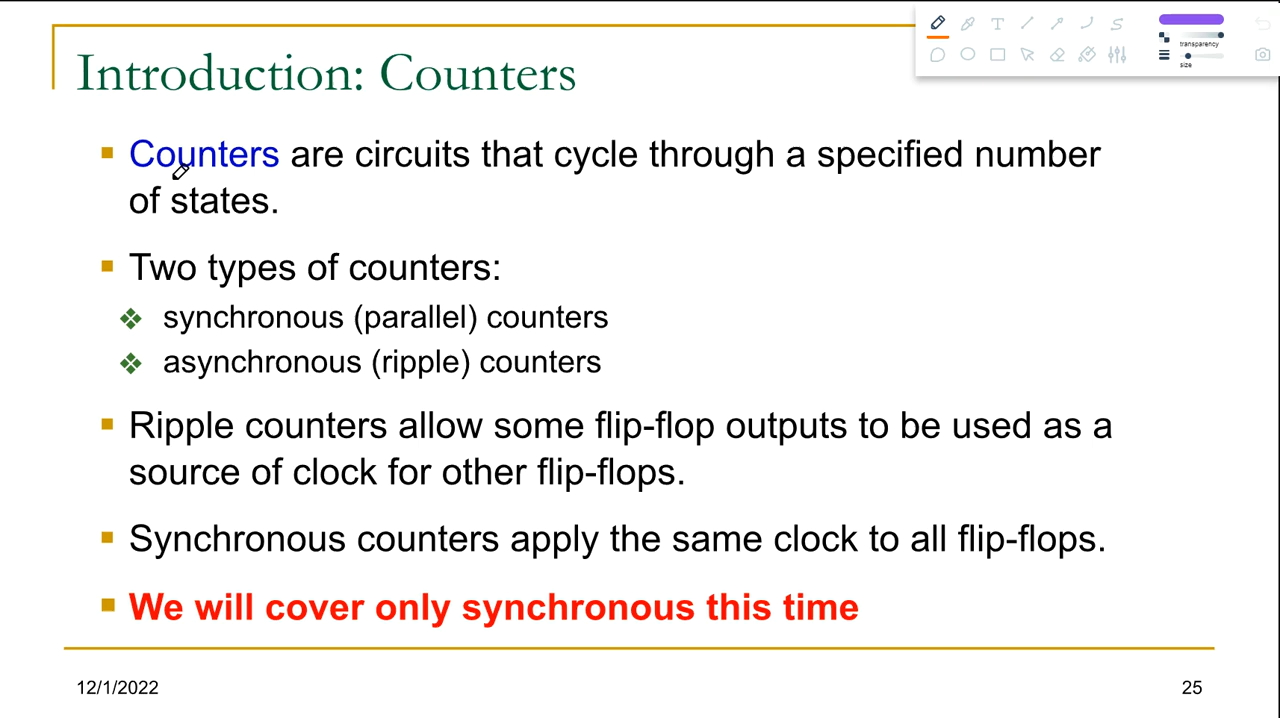 Introduction: Counters
transparency
size
Counters are circuits that cycle through a specified number
of states.
Two types of counters:
synchronous (parallel) counters
asynchronous (ripple) counters
Ripple counters allow some flip-flop outputs to be used as a
source of clock for other flip-flops.
Synchronous counters apply the same clock to all flip-flops.
We will cover only synchronous this time
12/1/2022
25